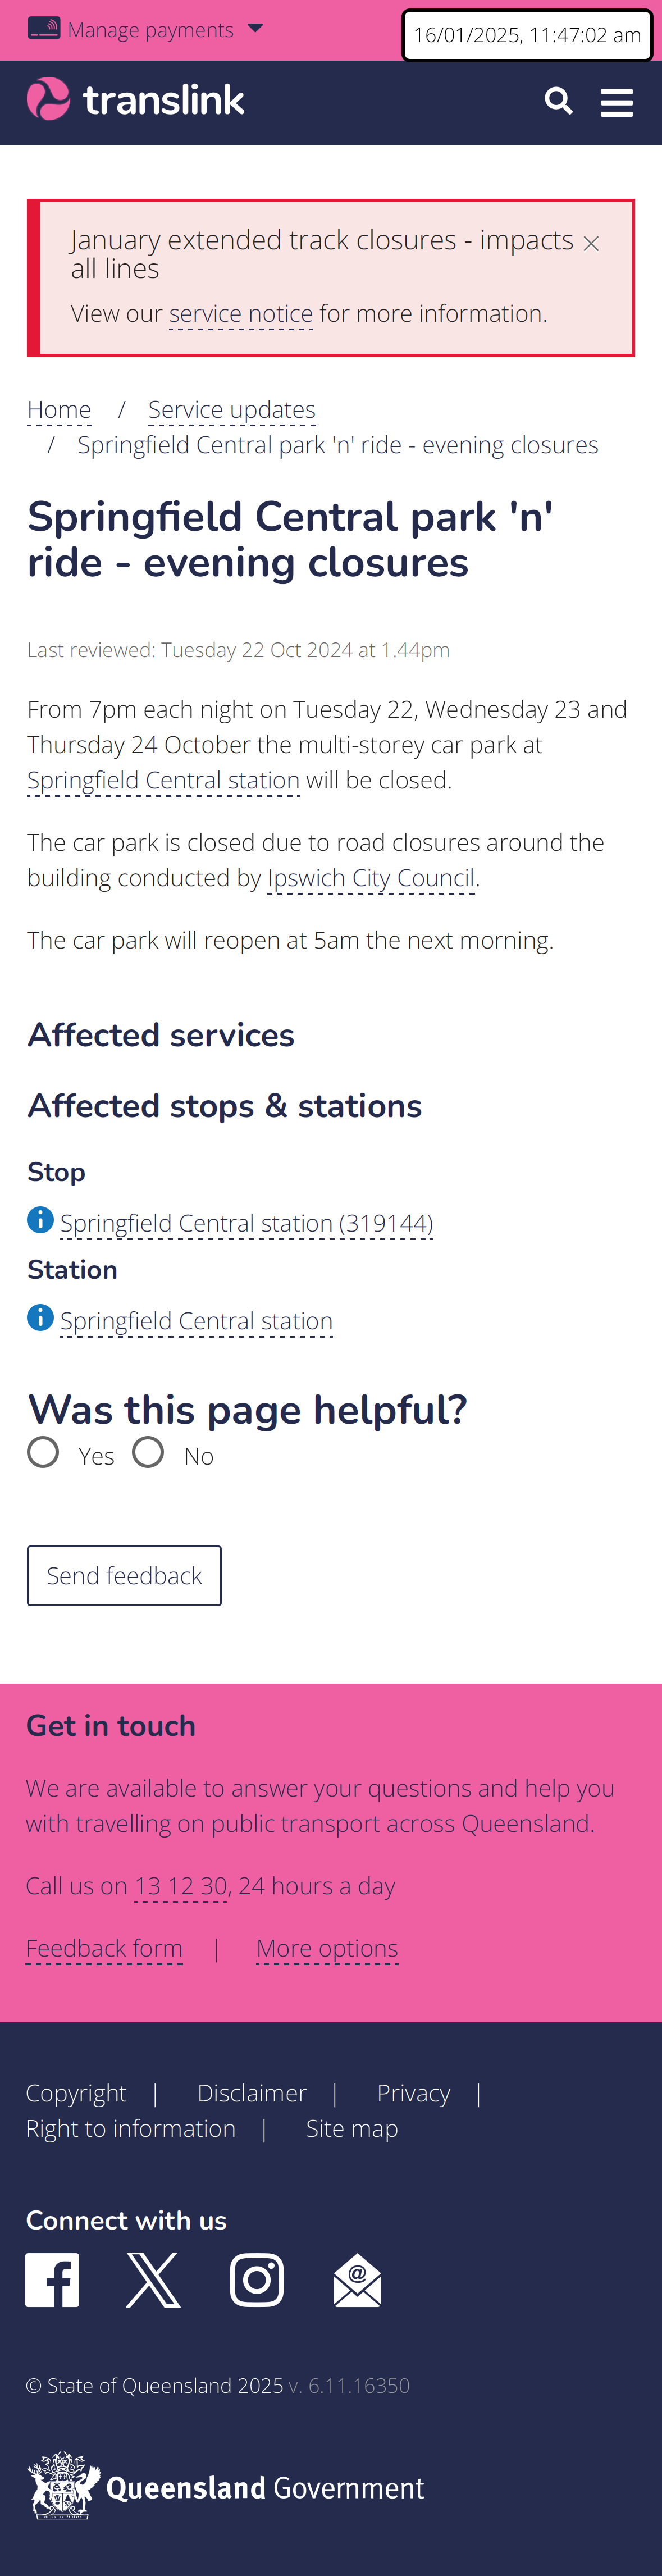 Manage payments
16/01/2025, 11:47:02 am
translink
January extended track closures - impacts
all lines
View our service notice for more information.
Home / Service updates
/ Springfield Central park 'n' ride - evening closures
Springfield Central park 'n'
ride - evening closures
Last reviewed: Tuesday 22 Oct 2024 at 1.44pm
From 7pm each night on Tuesday 22, Wednesday 23 and
Thursday 24 October the multi-storey car park at
Springfield Central station will be closed.
The car park is closed due to road closures around the
building conducted by Ipswich City Council.
The car park will reopen at 5am the next morning.
Affected services
Affected stops & stations
Stop
Springfield Central station (319144)
Station
Springfield Central station
Was this page helpful?
Yes No
Send feedback
Get in touch
We are available to answer your questions and help you
with travelling on public transport across Queensland.
Call us on 13 12 30, 24 hours a day
Feedback form | More options
Copyright | Disclaimer | Privacy |
Right to information | Site map
Connect with us
© State of Queensland 2025 v. 6.11.16350
Queensland Government